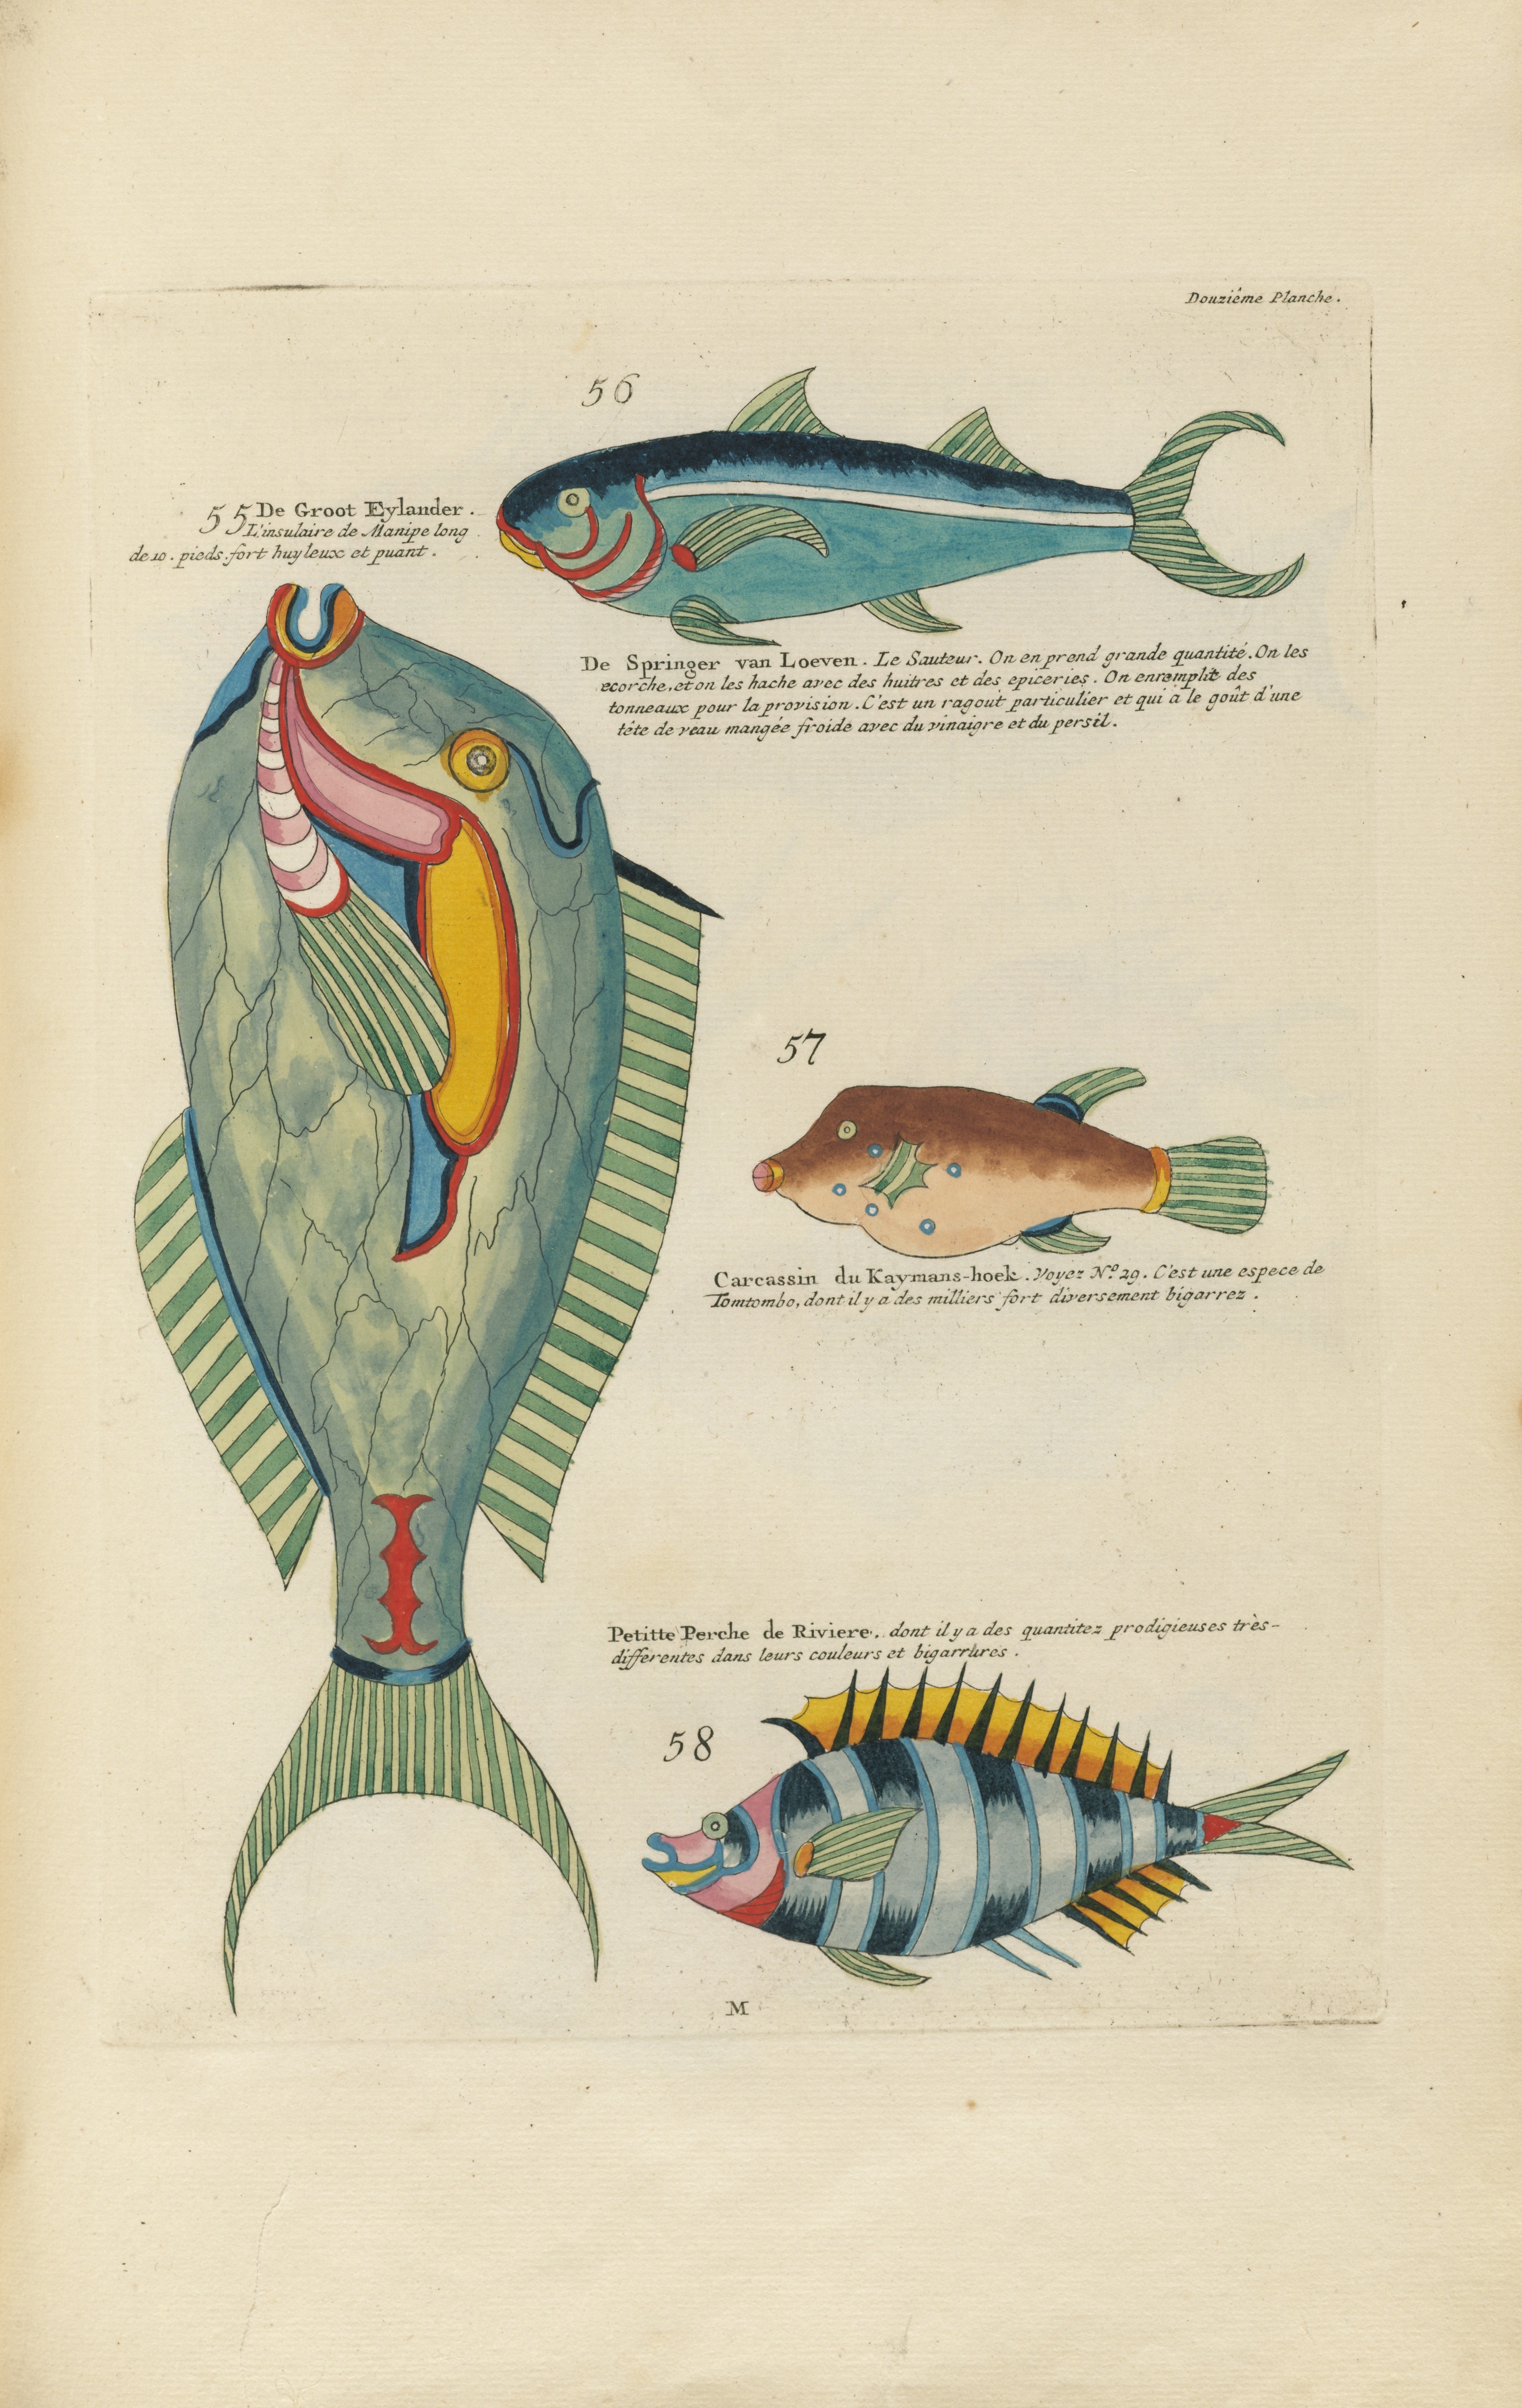 Douziéme Planche.
56
55 De Groot Eylander.
L'insulaire de Manipe long
de 10. pieds. fort huyleux et puant.
De Springer van Loeven. Le Sauteur. On en prend grande quantité. On les
ecorche, et on les hache avec des huitres et des epiceries. On en remplit des
tonneaux pour la provision. C'est un ragout particulier et qui à le goût d'une
tête de veau mangée froide avec du vinaigre et du persil.
57
Carcassin du Kaymans-hoek. Voyez Nº 29. C'est une espece de
Tomtombo, dont il y a des milliers fort diversement bigarrez.
Petitte Perche de Riviere. dont il y a des quantitez prodigieuses très-
differentes dans leurs couleurs et bigarrures.
58
M